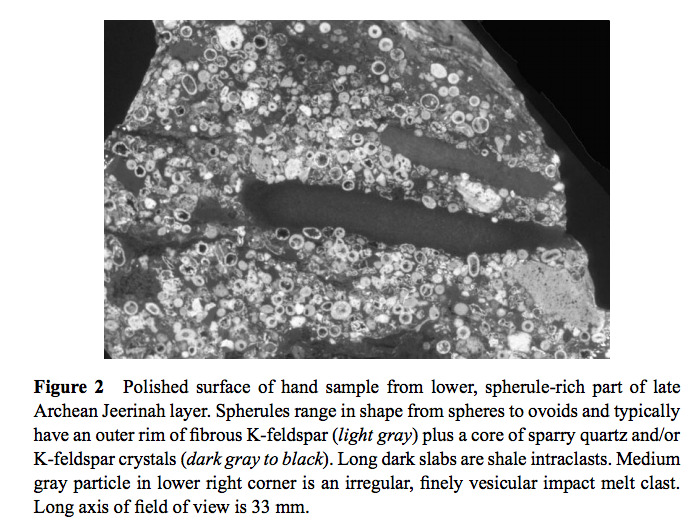 Figure 2 Polished surface of hand sample from lower, spherule-rich part of late
Archean Jeerinah layer. Spherules range in shape from spheres to ovoids and typically
have an outer rim of fibrous K-feldspar (light gray) plus a core of sparry quartz and/or
K-feldspar crystals (dark gray to black). Long dark slabs are shale intraclasts. Medium
gray particle in lower right corner is an irregular, finely vesicular impact melt clast.
Long axis of field of view is 33 mm.